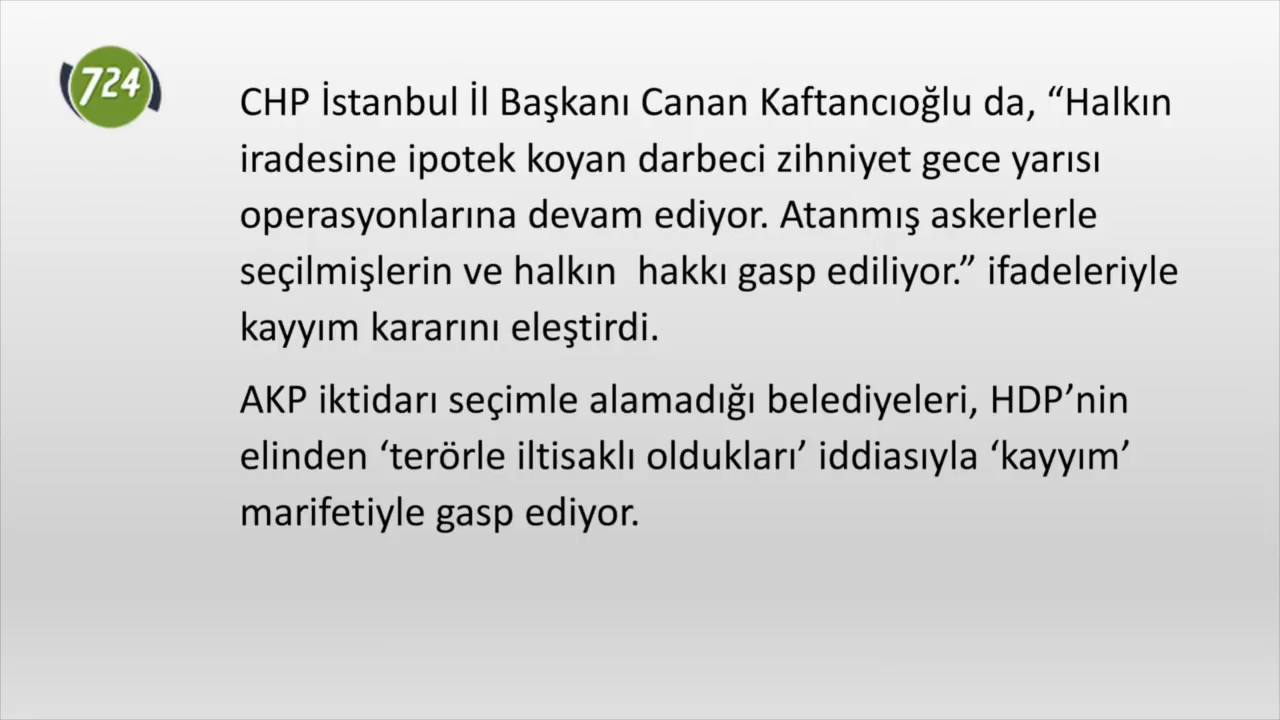 724
CHP İstanbul İl Başkanı Canan Kaftancıoğlu da, “Halkın
iradesine ipotek koyan darbeci zihniyet gece yarısı
operasyonlarına devam ediyor. Atanmış askerlerle
seçilmişlerin ve halkın  hakkı gasp ediliyor.” ifadeleriyle
kayyım kararını eleştirdi.
AKP iktidarı seçimle alamadığı belediyeleri, HDP’nin
elinden ‘terörle iltisaklı oldukları’ iddiasıyla ‘kayyım’
marifetiyle gasp ediyor.